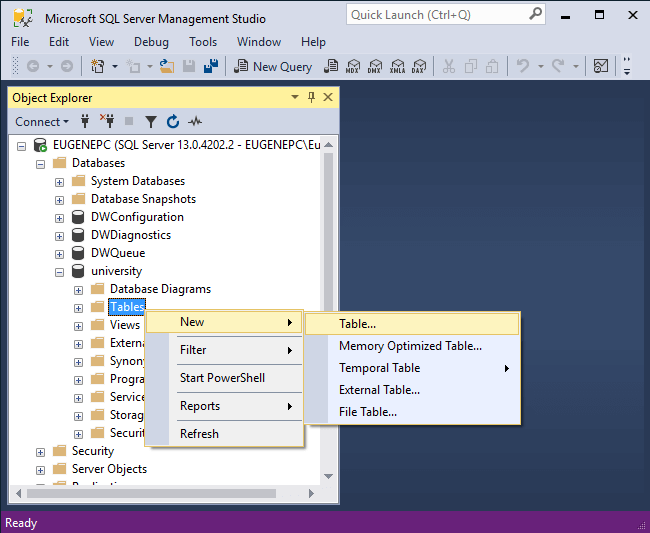 Microsoft SQL Server Management Studio
Quick Launch (Ctrl+Q)
File Edit View Debug Tools Window Help
New Query MDX DMX XMLA DAX
Object Explorer
Connect
EUGENEPC (SQL Server 13.0.4202.2 - EUGENEPC\Eu
Databases
System Databases
Database Snapshots
DWConfiguration
DWDiagnostics
DWQueue
university
Database Diagrams
Tables
Views
Externa
Synony
Progra
Service
Storag
Securit
Security
Server Objects
New
Filter
Start PowerShell
Reports
Refresh
Table...
Memory Optimized Table...
Temporal Table
External Table...
File Table...
Ready